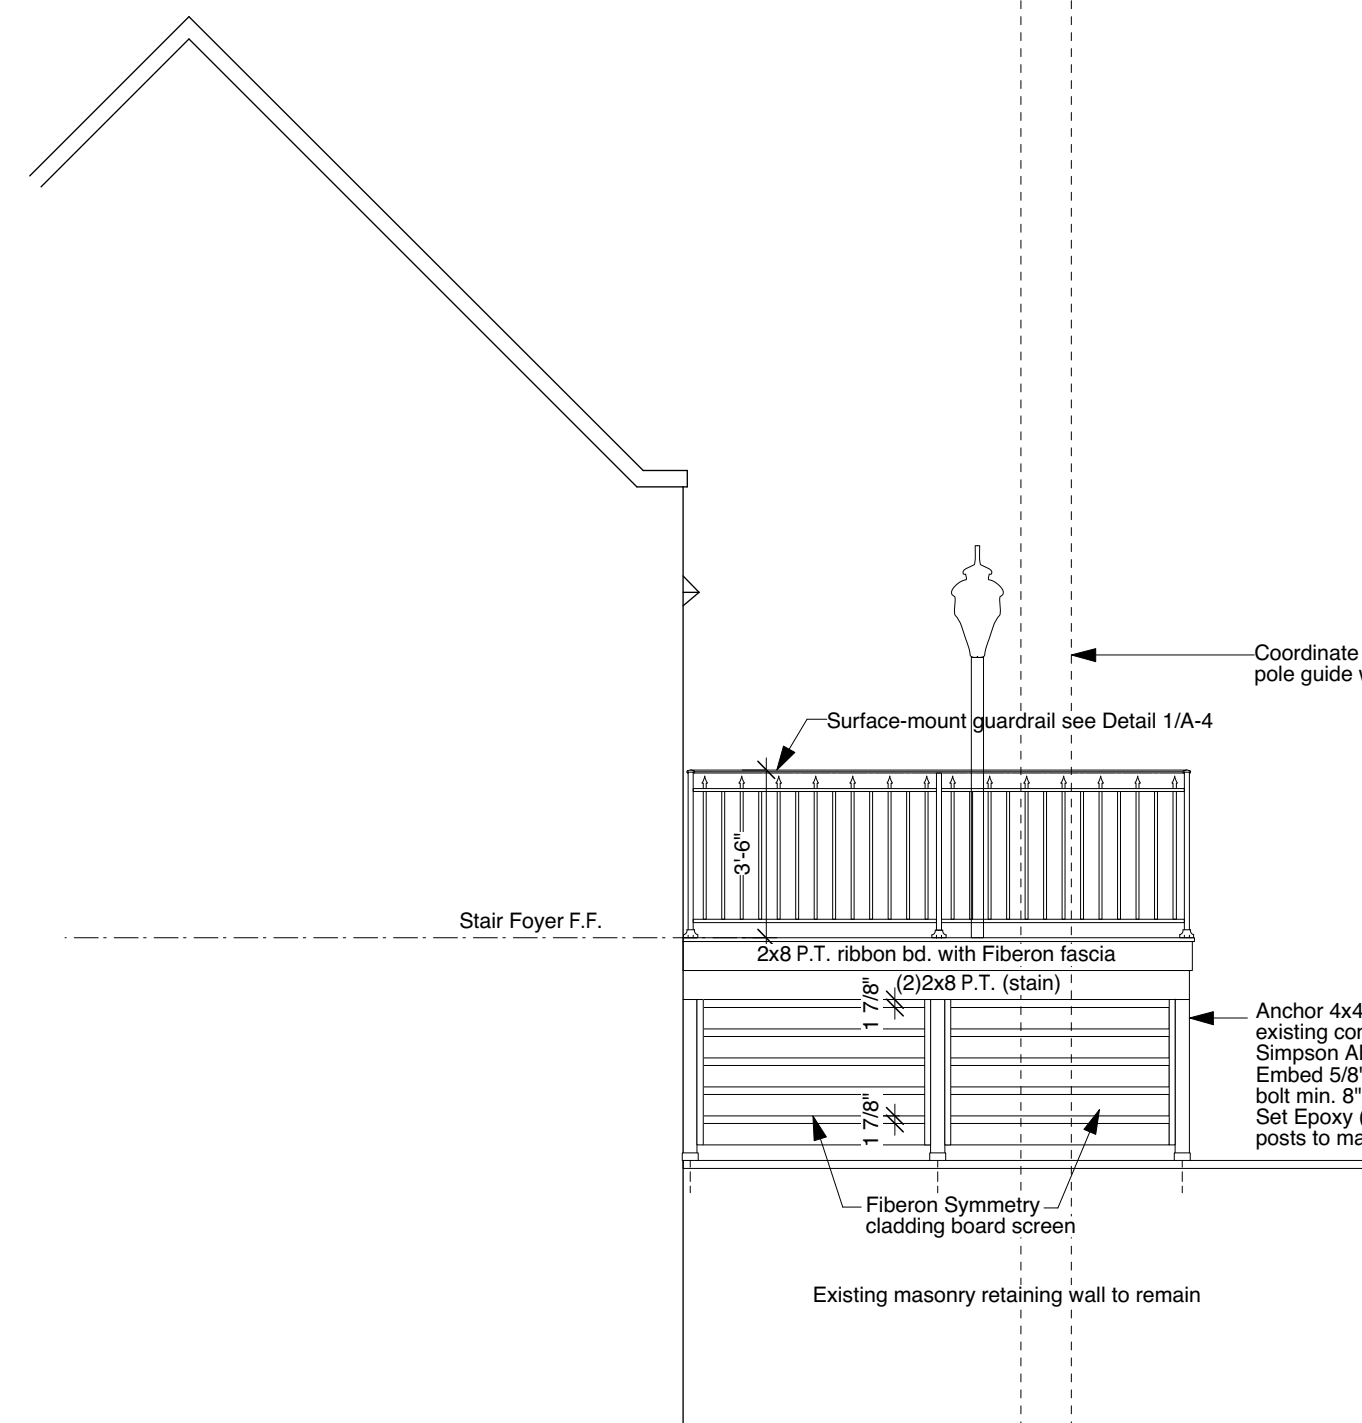 Coordinate
pole guide
Surface-mount guardrail see Detail 1/A-4
3'-6"
Stair Foyer F.F.
2x8 P.T. ribbon bd. with Fiberon fascia
(2)2x8 P.T. (stain)
1 7/8"
Anchor 4x4
existing
Simpson
Embed 5/8"
bolt min. 8"
Set Epoxy (
posts to
1 7/8"
Fiberon Symmetry
cladding board screen
Existing masonry retaining wall to remain